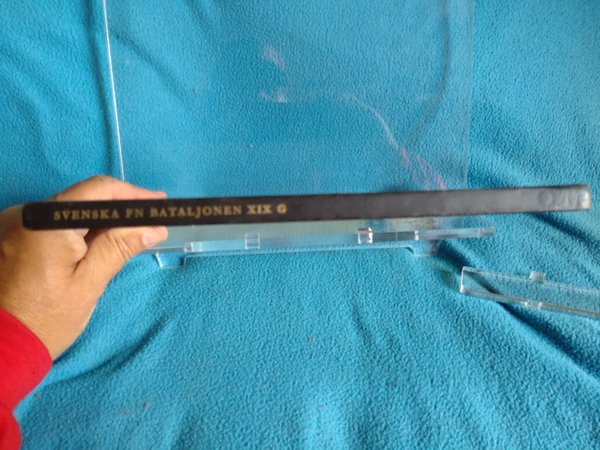 SVENSKA FN BATALJONEN XIX G